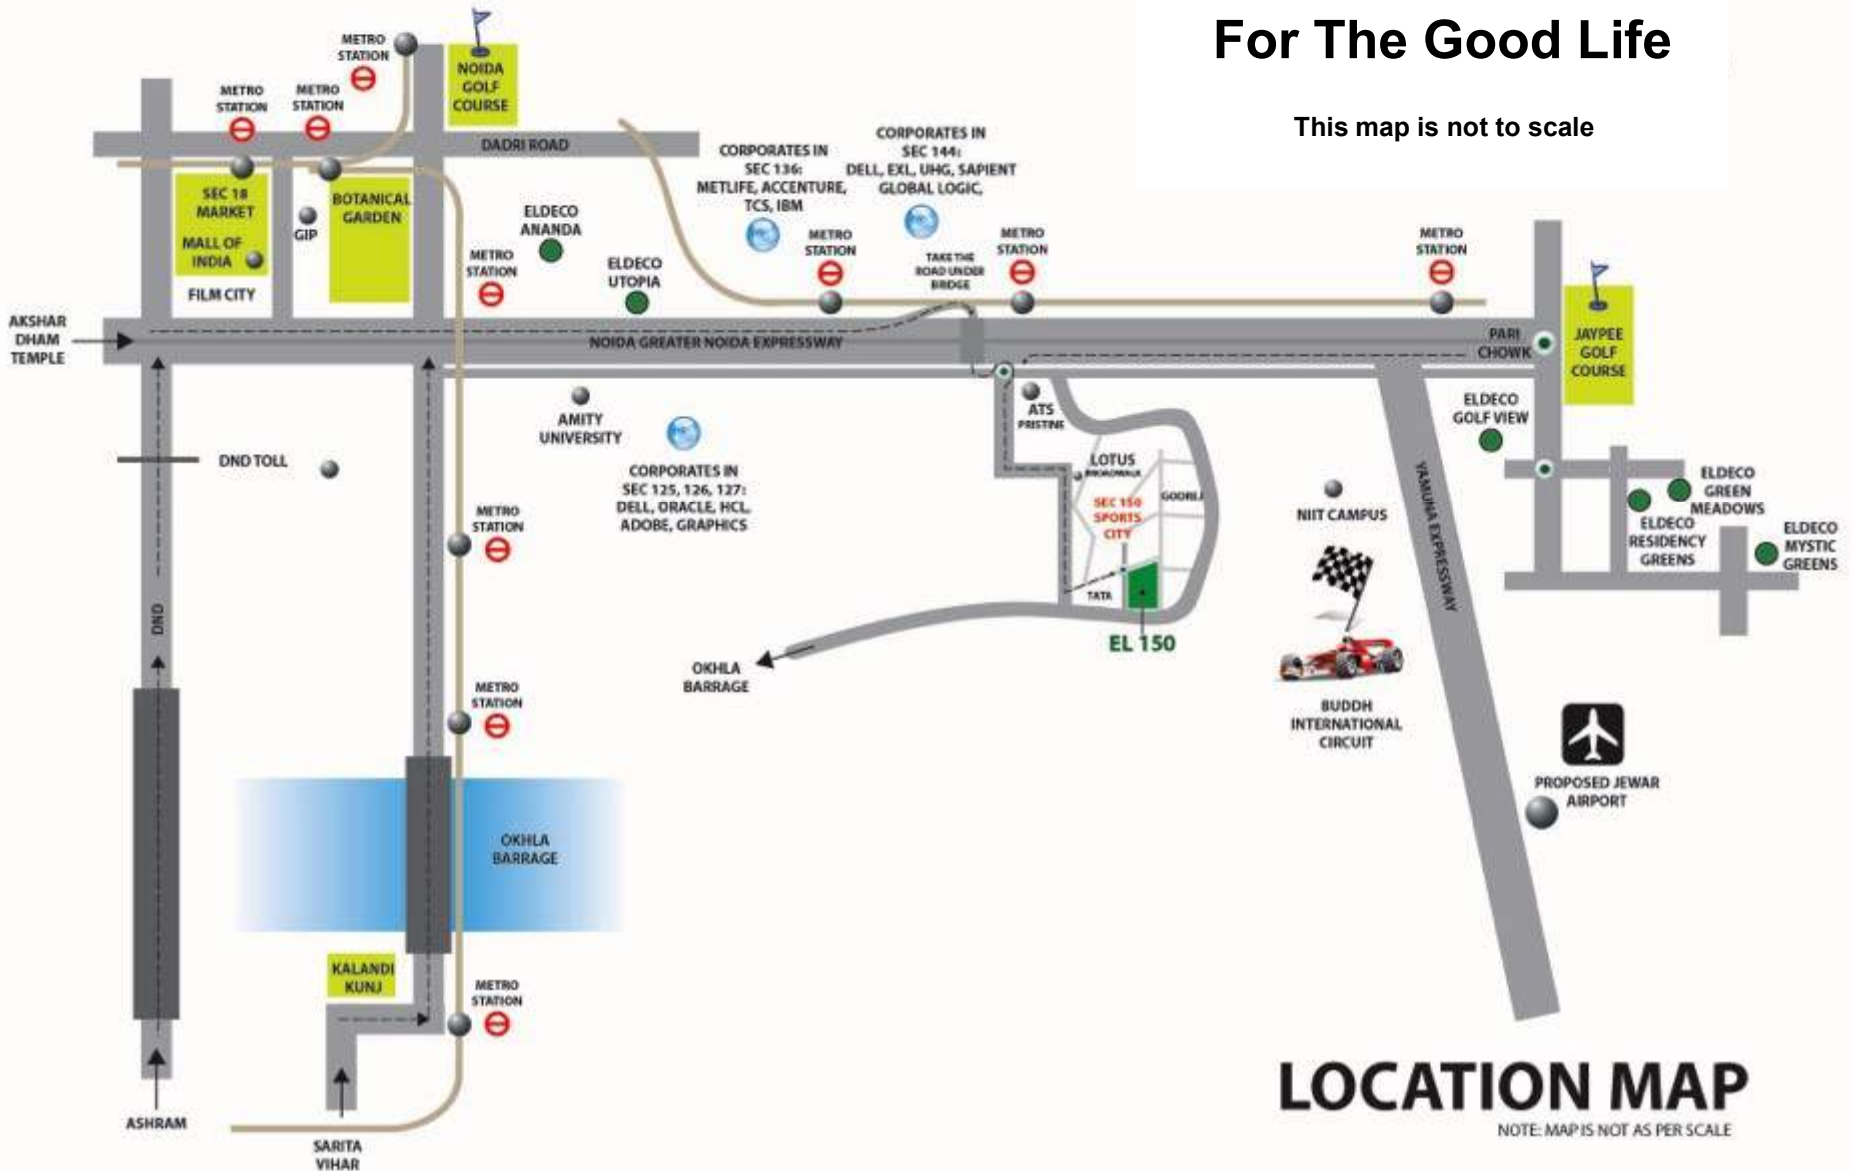 For The Good Life
This map is not to scale
METRO
STATION
METRO
STATION
METRO
STATION
NOIDA
GOLF
COURSE
DADRI ROAD
CORPORATES IN
SEC 136:
METLIFE, ACCENTURE,
TCS, IBM
CORPORATES IN
SEC 144:
DELL, EXL, UHG, SAPIENT
GLOBAL LOGIC,
SEC 18
MARKET
MALL OF
INDIA
GIP
BOTANICAL
GARDEN
FILM CITY
ELDECO
ANANDA
METRO
STATION
ELDECO
UTOPIA
METRO
STATION
TAKE THE
ROAD UNDER
BRIDGE
METRO
STATION
METRO
STATION
AKSHAR
DHAM
TEMPLE
NOIDA GREATER NOIDA EXPRESSWAY
PARI
CHOWK
JAYPEE
GOLF
COURSE
AMITY
UNIVERSITY
ATS
PRISTINE
ELDECO
GOLF VIEW
DND TOLL
CORPORATES IN
SEC 125, 126, 127:
DELL, ORACLE, HCL,
ADOBE, GRAPHICS
LOTUS
BROADWALK
SEC 150
SPORTS
CITY
GODREJ
TATA
EL 150
NIIT CAMPUS
YAMUNA EXPRESSWAY
ELDECO
GREEN
MEADOWS
ELDECO
RESIDENCY
GREENS
ELDECO
MYSTIC
GREENS
METRO
STATION
DND
OKHLA
BARRAGE
METRO
STATION
BUDDH
INTERNATIONAL
CIRCUIT
PROPOSED JEWAR
AIRPORT
OKHLA
BARRAGE
KALANDI
KUNJ
METRO
STATION
ASHRAM
SARITA
VIHAR
LOCATION MAP
NOTE: MAP IS NOT AS PER SCALE